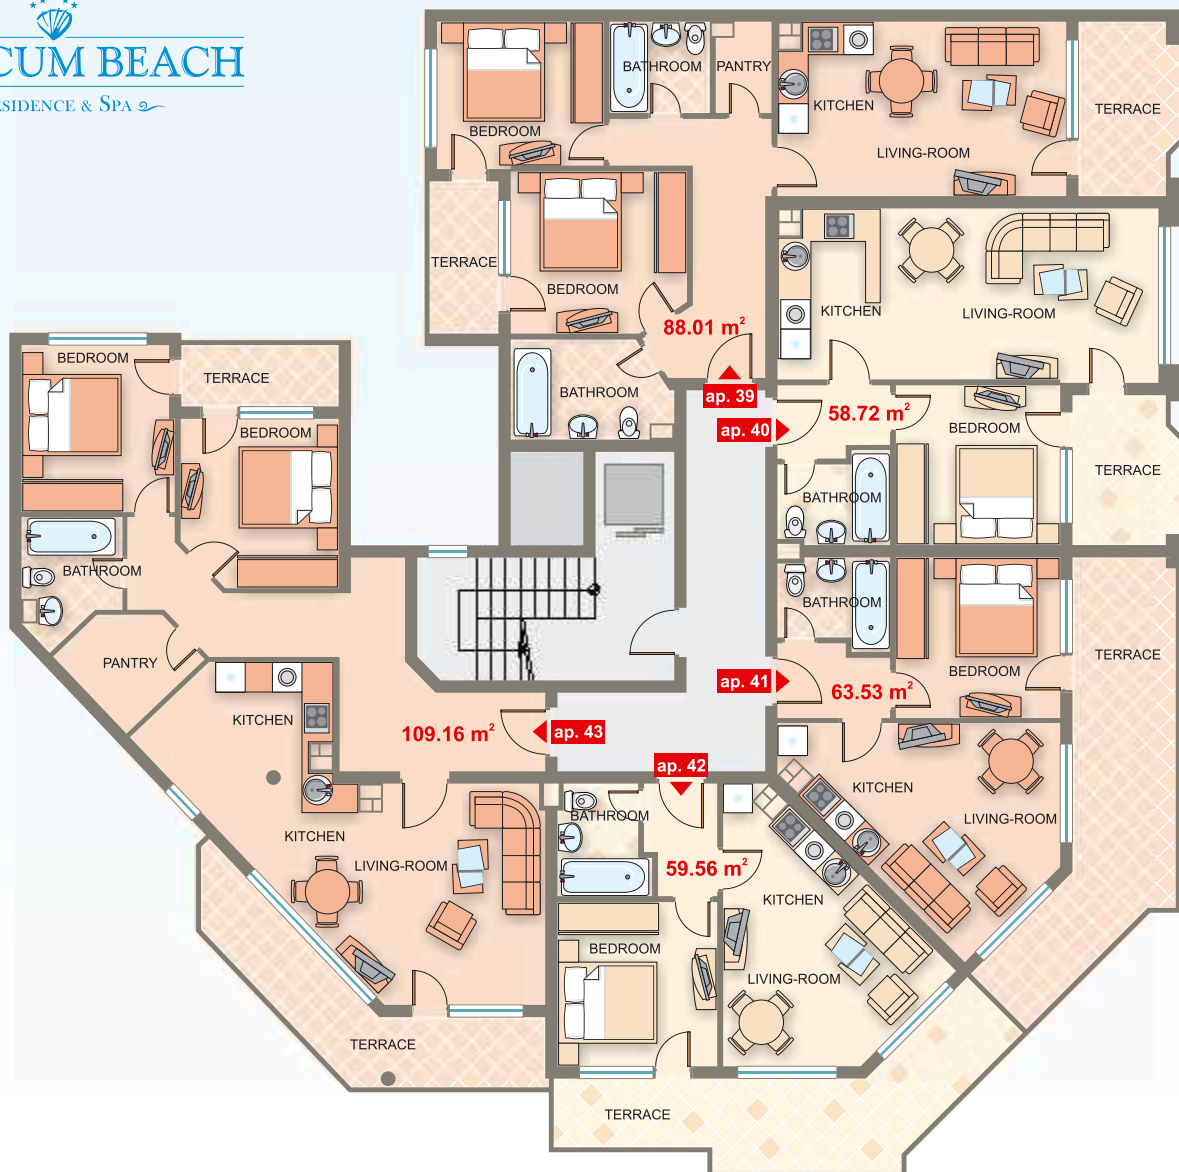 CUM BEACH
SIDENCE & SPA
BEDROOM
BATHROOM
PANTRY
KITCHEN
LIVING-ROOM
TERRACE
TERRACE
BEDROOM
BATHROOM
88.01 m²
ap. 39
KITCHEN
LIVING-ROOM
ap. 40
58.72 m²
BEDROOM
BATHROOM
TERRACE
BEDROOM
TERRACE
BEDROOM
BATHROOM
PANTRY
KITCHEN
109.16 m²
ap. 43
KITCHEN
LIVING-ROOM
TERRACE
BATHROOM
BEDROOM
TERRACE
ap. 41
63.53 m²
KITCHEN
LIVING-ROOM
ap. 42
BATHROOM
59.56 m²
KITCHEN
BEDROOM
LIVING-ROOM
TERRACE